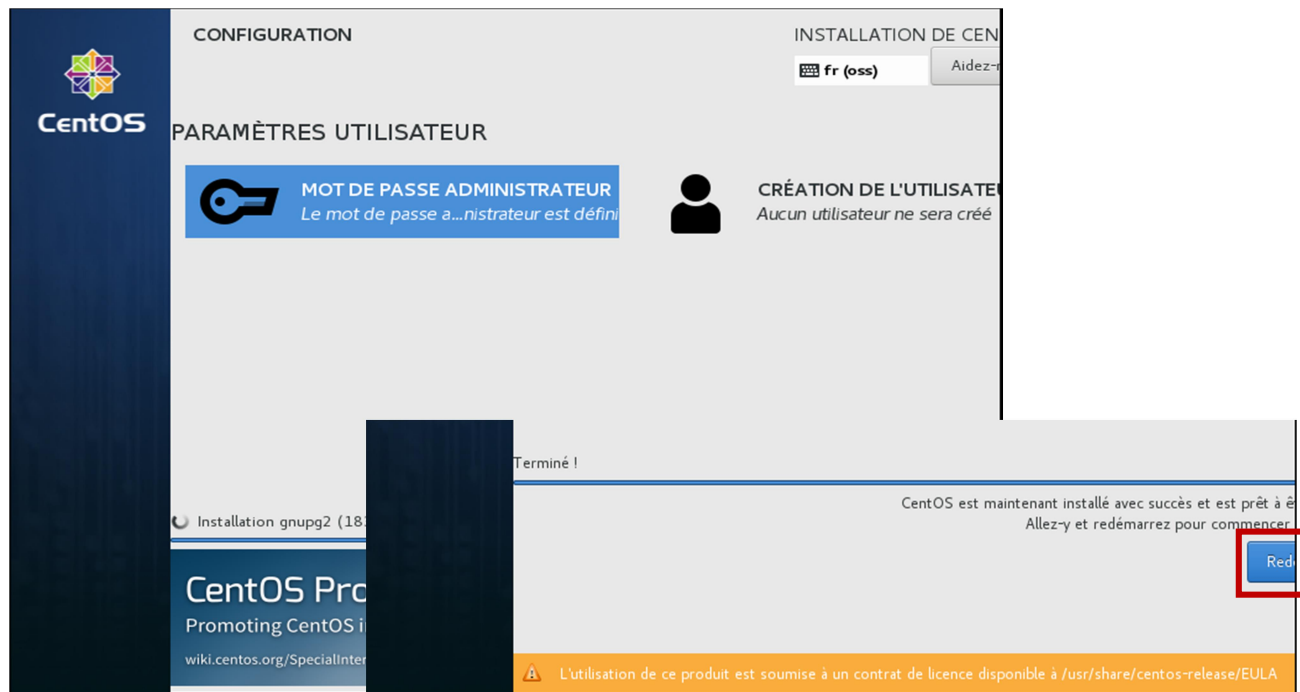 CONFIGURATION
INSTALLATION DE CEN
fr (oss)
Aidez-
CentOS
PARAMÈTRES UTILISATEUR
MOT DE PASSE ADMINISTRATEUR
Le mot de passe a...nistrateur est défini
CRÉATION DE L'UTILISATEU
Aucun utilisateur ne sera créé
Installation gnupg2 (18
CentOS Pro
Promoting CentOS i
wiki.centos.org/SpecialInter
Terminé !
CentOS est maintenant installé avec succès et est prêt à ê
Allez-y et redémarrez pour commencer
Red
L'utilisation de ce produit est soumise à un contrat de licence disponible à /usr/share/centos-release/EULA